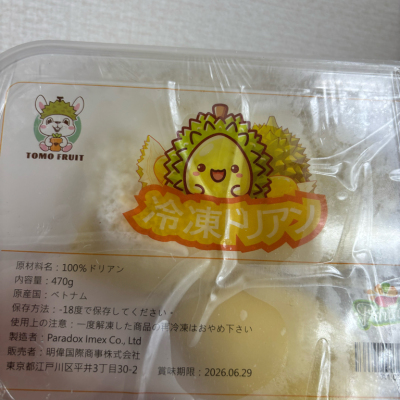 TOMO FRUIT
冷凍ドリアン
原材料名：100%ドリアン
内容量：470g
原産国：ベトナム
保存方法：-18度で保存してください。
使用上の注意：一度解凍した商品の再冷凍はおやめ下さい
製造者：Paradox Imex Co., Ltd
販売者：明偉国際商事株式会社
東京都江戸川区平井3丁目30-2 賞味期限：2026.06.29